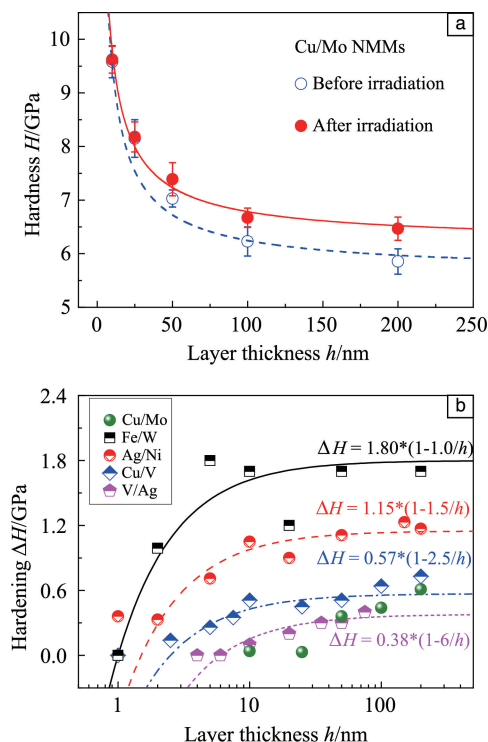 a
Cu/Mo NMMs
Before irradiation
After irradiation
Hardness H/GPa
10
9
8
7
6
5
0 50 100 150 200 250
Layer thickness h/nm
b
Cu/Mo
Fe/W
Ag/Ni
Cu/V
V/Ag
ΔH = 1.80*(1-1.0/h)
ΔH = 1.15*(1-1.5/h)
ΔH = 0.57*(1-2.5/h)
ΔH = 0.38*(1-6/h)
Hardening ΔH/GPa
2.4
1.8
1.2
0.6
0.0
1 10 100
Layer thickness h/nm